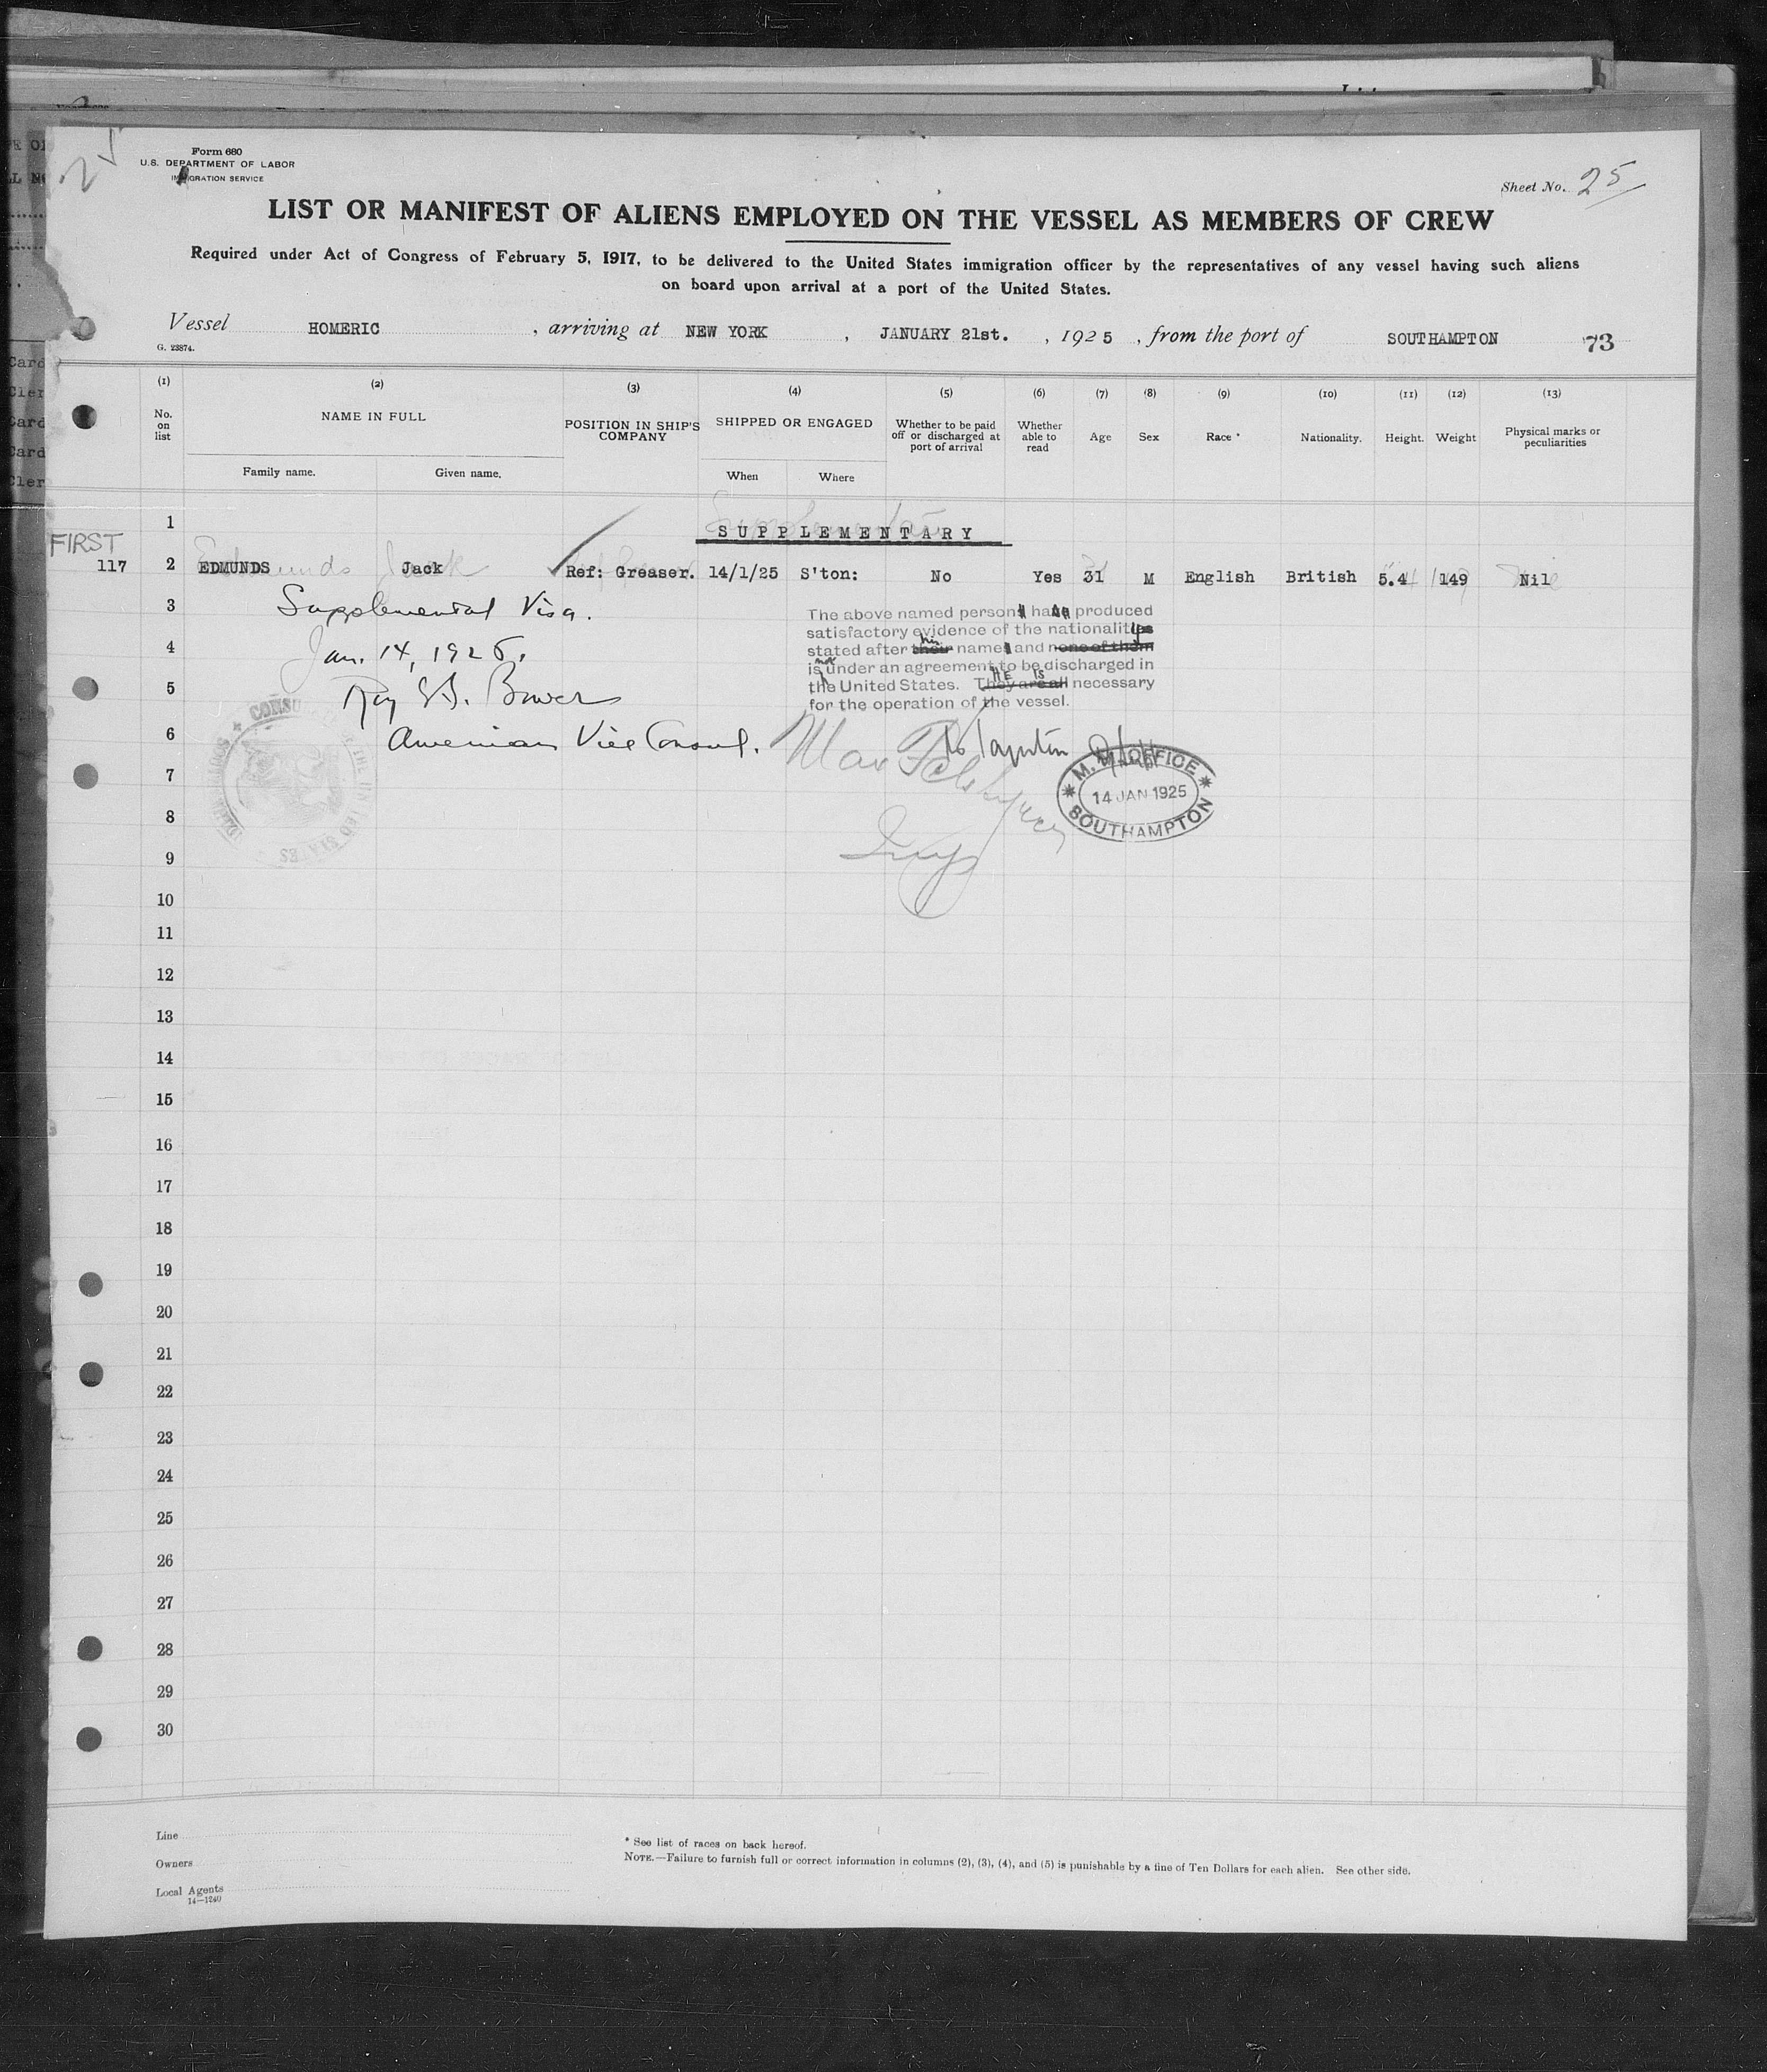 25
Form 680
U.S. DEPARTMENT OF LABOR
IMMIGRATION SERVICE
Sheet No. 25
LIST OR MANIFEST OF ALIENS EMPLOYED ON THE VESSEL AS MEMBERS OF CREW
Required under Act of Congress of February 5, 1917, to be delivered to the United States immigration officer by the representatives of any vessel having such aliens
on board upon arrival at a port of the United States.
Vessel HOMERIC, arriving at NEW YORK, JANUARY 21st., 1925, from the port of SOUTHAMPTON 73
G. 23874.
(1) (2) (3) (4) (5) (6) (7) (8) (9) (10) (11) (12) (13)
No. on list NAME IN FULL POSITION IN SHIP'S COMPANY SHIPPED OR ENGAGED Whether to be paid off or discharged at port of arrival Whether able to read Age Sex Race * Nationality. Height. Weight Physical marks or peculiarities
Family name. Given name. When Where
1 SUPPLEMENTARY
FIRST
117 2 EDMUNDS Jack Ref: Greaser. 14/1/25 S'ton: No Yes 31 M English British 5.4 149 Nil
3 Supplemental Visa.
4 Jan. 14, 1925.
5 Roy Bower
6 American Vice Consul.
The above named person has produced
satisfactory evidence of the nationality
stated after their his name and none of them
is not under an agreement to be discharged in
the United States. They are all HE IS necessary
for the operation of the vessel.
M.M. OFFICE
14 JAN 1925
SOUTHAMPTON
7
8
9
10
11
12
13
14
15
16
17
18
19
20
21
22
23
24
25
26
27
28
29
30
Line
Owners
Local Agents
14—1240
* See list of races on back hereof.
NOTE.—Failure to furnish full or correct information in columns (2), (3), (4), and (5) is punishable by a fine of Ten Dollars for each alien. See other side.